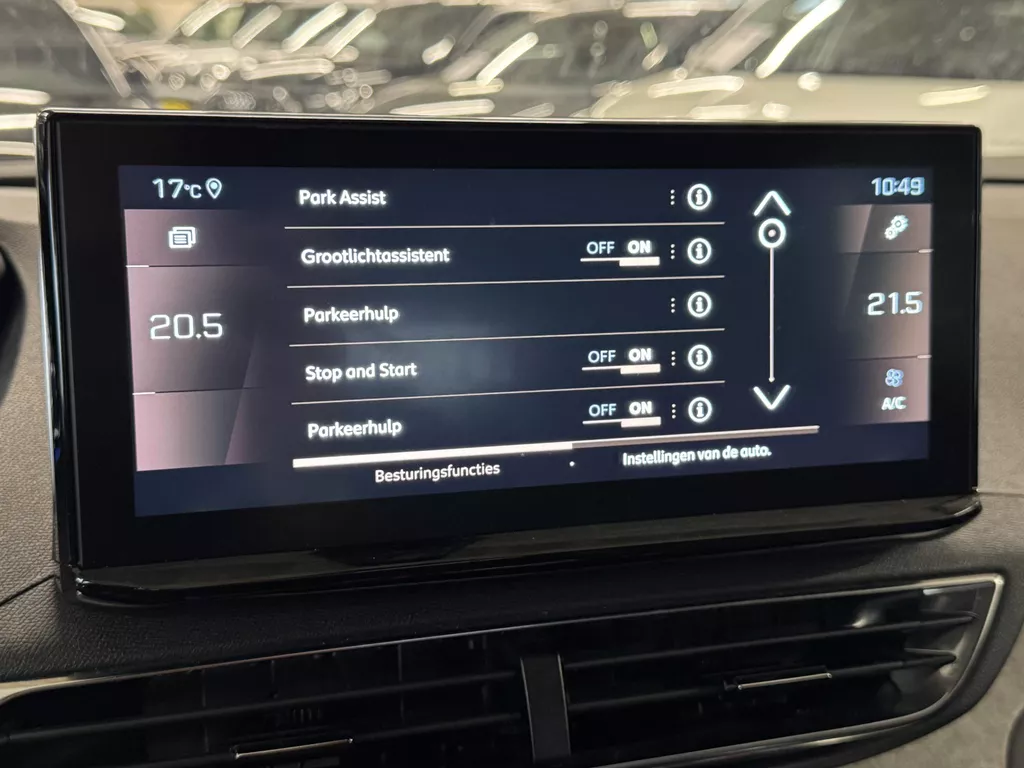 17°C
10:49
Park Assist
Grootlichtassistent OFF ON
20.5
Parkeerhulp
21.5
Stop and Start OFF ON
A/C
Parkeerhulp OFF ON
Besturingsfuncties
Instellingen van de auto.